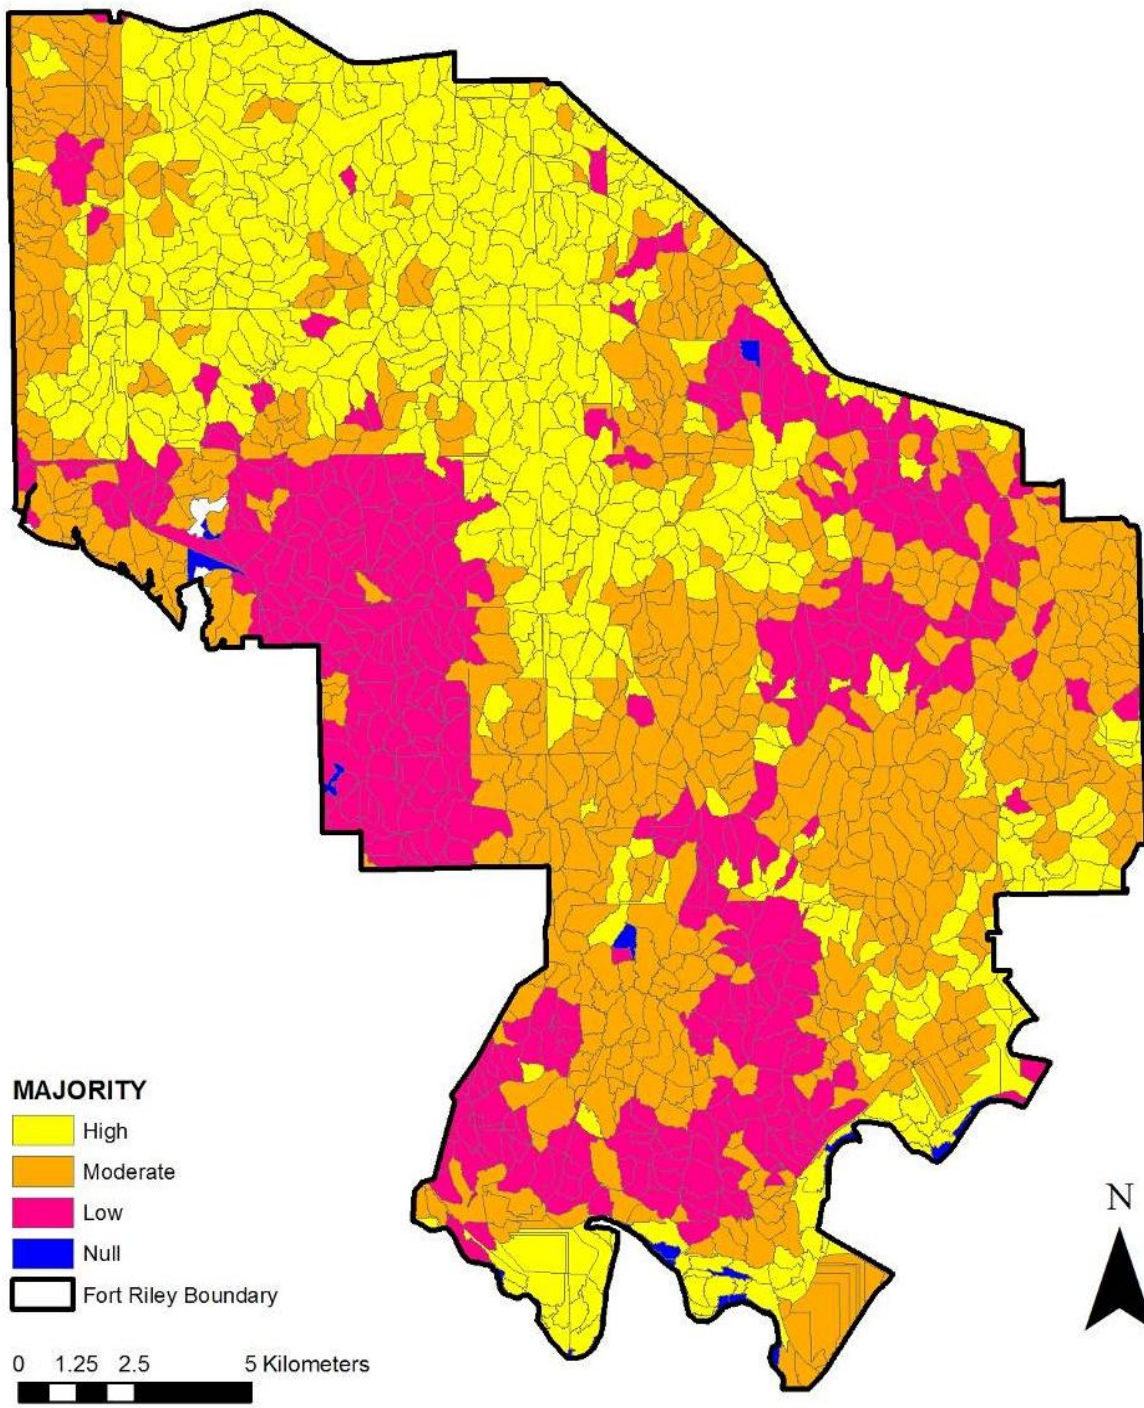 MAJORITY
High
Moderate
Low
Null
Fort Riley Boundary
0 1.25 2.5 5 Kilometers
N